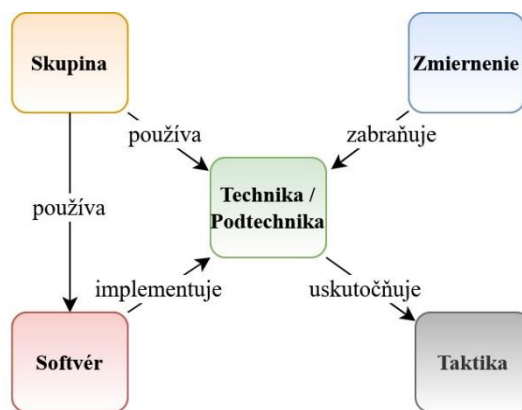 Skupina
Zmiernenie
používa
zabraňuje
Technika /
Podtechnika
používa
implementuje
uskutočňuje
Softvér
Taktika